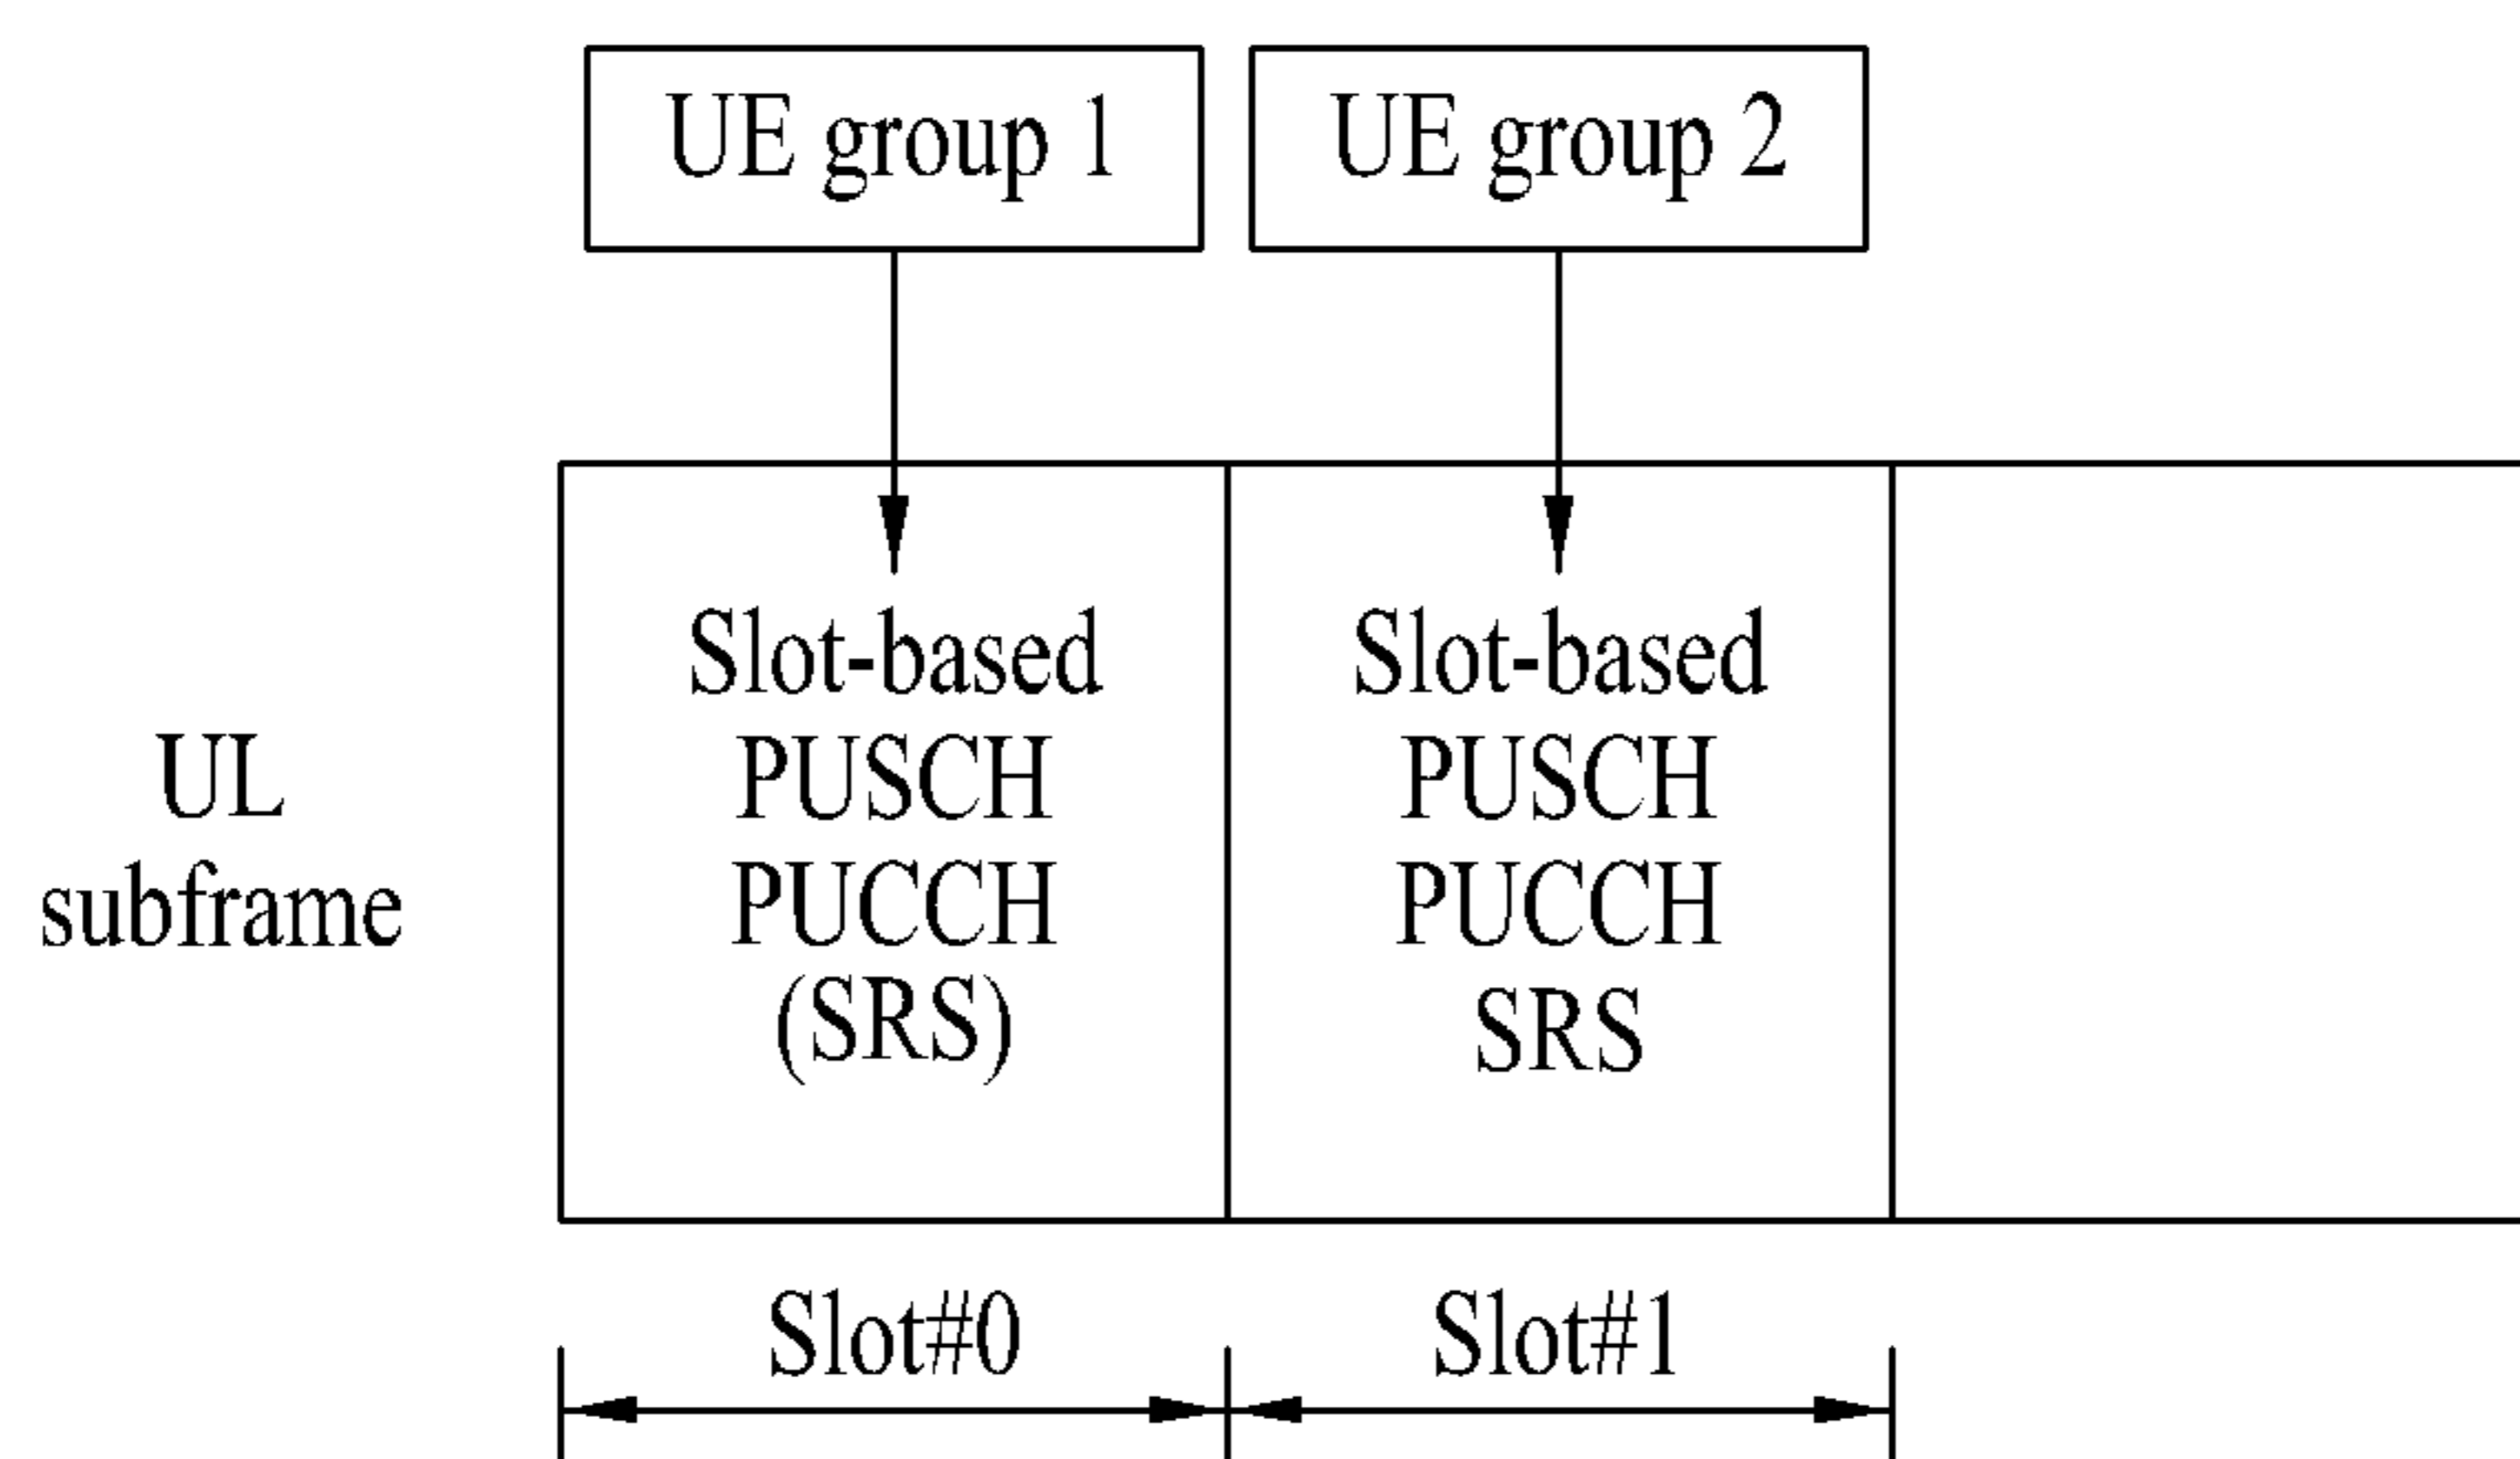 UE group 1
UE group 2
Slot-based
PUSCH
PUCCH
(SRS)
Slot-based
PUSCH
PUCCH
SRS
UL
subframe
Slot#0
Slot#1